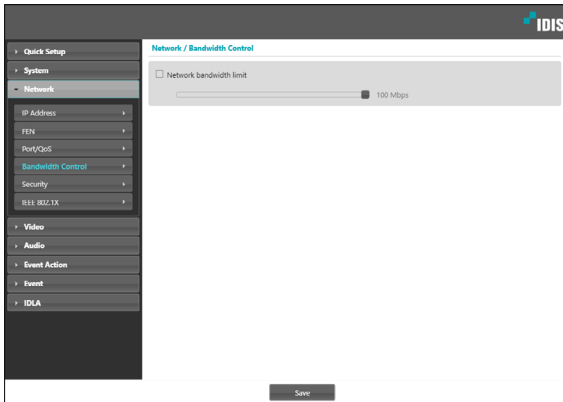 IDIS
Quick Setup
System
Network
IP Address
FEN
Port/QoS
Bandwidth Control
Security
IEEE 802.1X
Video
Audio
Event Action
Event
IDLA
Network / Bandwidth Control
Network bandwidth limit
100 Mbps
Save